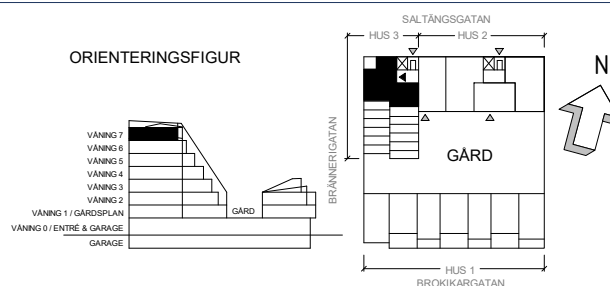 SALTÄNGSGATAN
HUS 3
HUS 2
ORIENTERINGSFIGUR
N
BRÄNNERIGATAN
VÅNING 7
VÅNING 6
VÅNING 5
VÅNING 4
VÅNING 3
VÅNING 2
VÅNING 1 / GÅRDSPLAN
GÅRD
VÅNING 0 / ENTRÉ & GARAGE
GARAGE
GÅRD
HUS 1
BROKIKARGATAN